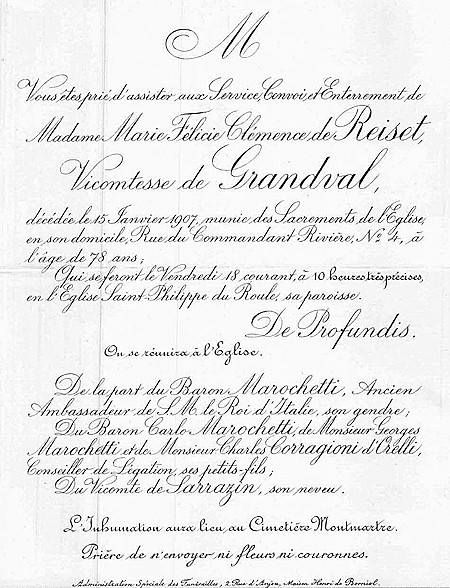 M
Vous êtes prié d'assister aux Service, Convoi et Enterrement de
Madame Marie Félicie Clémence de Reiset,
Vicomtesse de Grandval,
décédée le 15 Janvier 1907, munie des Sacrements de l'Eglise,
en son domicile, Rue du Commandant Rivière, No 4, à
l'âge de 78 ans;
Qui se feront le Vendredi 18 courant, à 10 heures très précises,
en l'Eglise Saint-Philippe du Roule, sa paroisse.
De Profundis.
On se réunira à l'Eglise.
De la part du Baron Marochetti, Ancien
Ambassadeur de S.M. le Roi d'Italie, son gendre;
Du Baron Carlo Marochetti, de Monsieur Georges
Marochetti et de Monsieur Charles Corragioni d'Orelli,
Conseiller de Légation, ses petits-fils;
Du Vicomte de Sarrazin, son neveu.
L'Inhumation aura lieu au Cimetière Montmartre.
Prière de n'envoyer ni fleurs ni couronnes.
Administration Spéciale des Funérailles, 2 Rue d'Anjou, Maison Henri de Borniol.